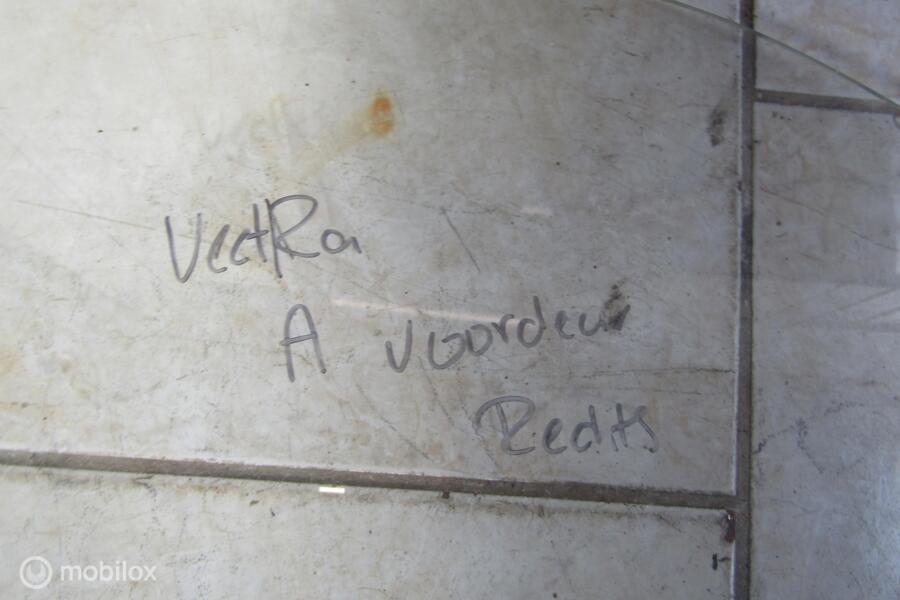 VectRa
A voordeur
Rechts
mobilox